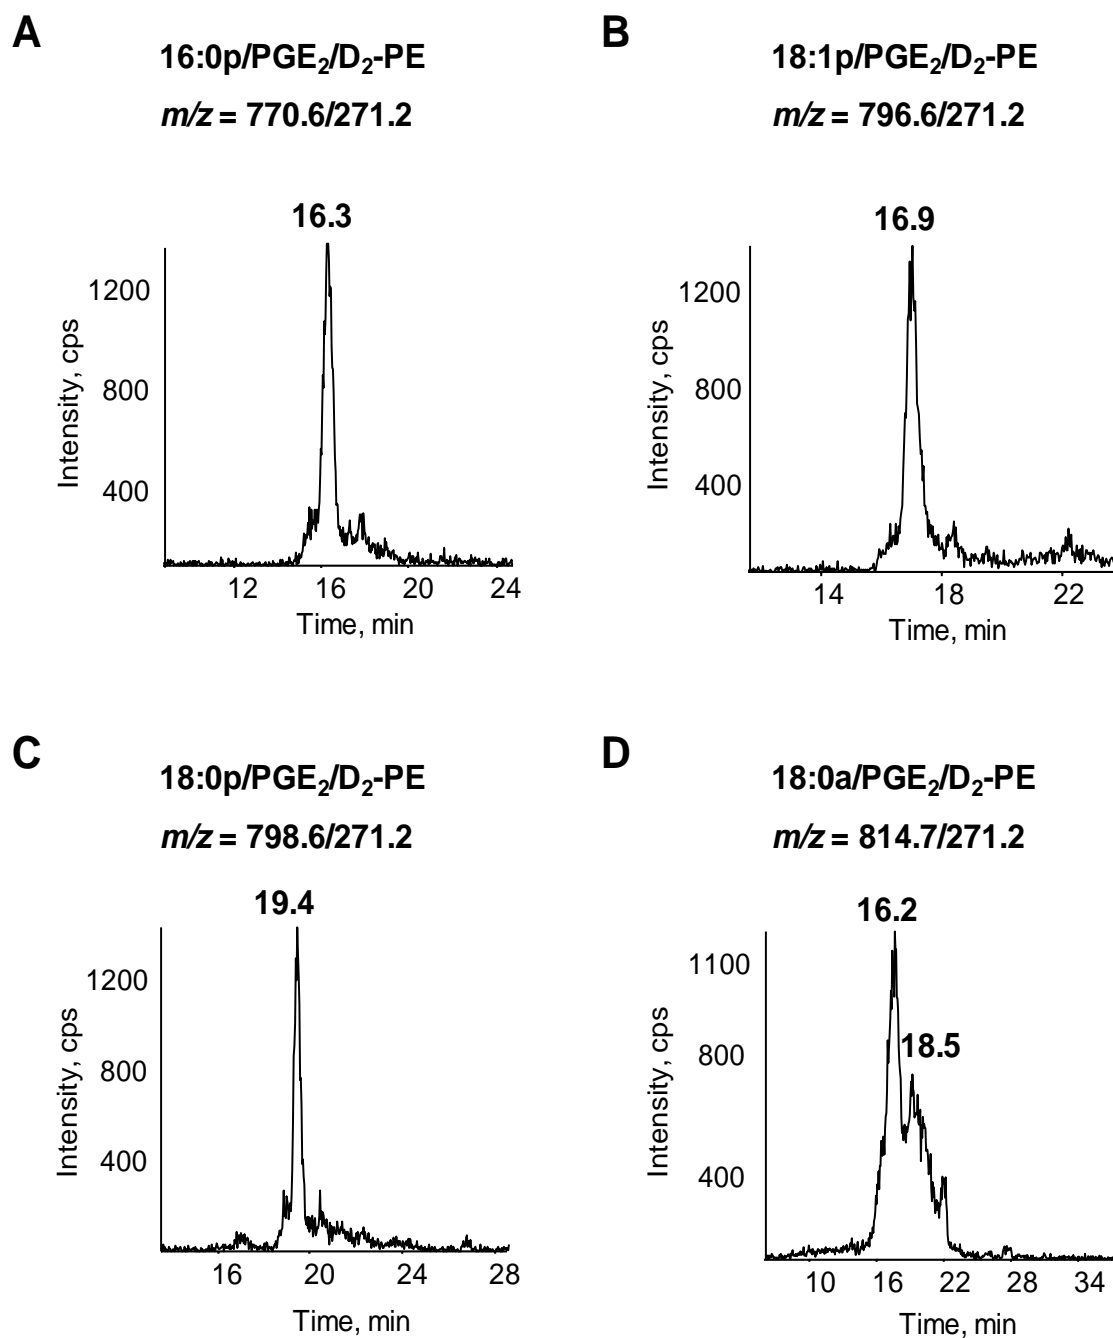 A
16:0p/PGE₂/D₂-PE
m/z = 770.6/271.2
16.3
1200
800
400
Intensity, cps
12 16 20 24
Time, min
B
18:1p/PGE₂/D₂-PE
m/z = 796.6/271.2
16.9
1200
800
400
Intensity, cps
14 18 22
Time, min
C
18:0p/PGE₂/D₂-PE
m/z = 798.6/271.2
19.4
1200
800
400
Intensity, cps
16 20 24 28
Time, min
D
18:0a/PGE₂/D₂-PE
m/z = 814.7/271.2
16.2
18.5
1100
800
400
Intensity, cps
10 16 22 28 34
Time, min